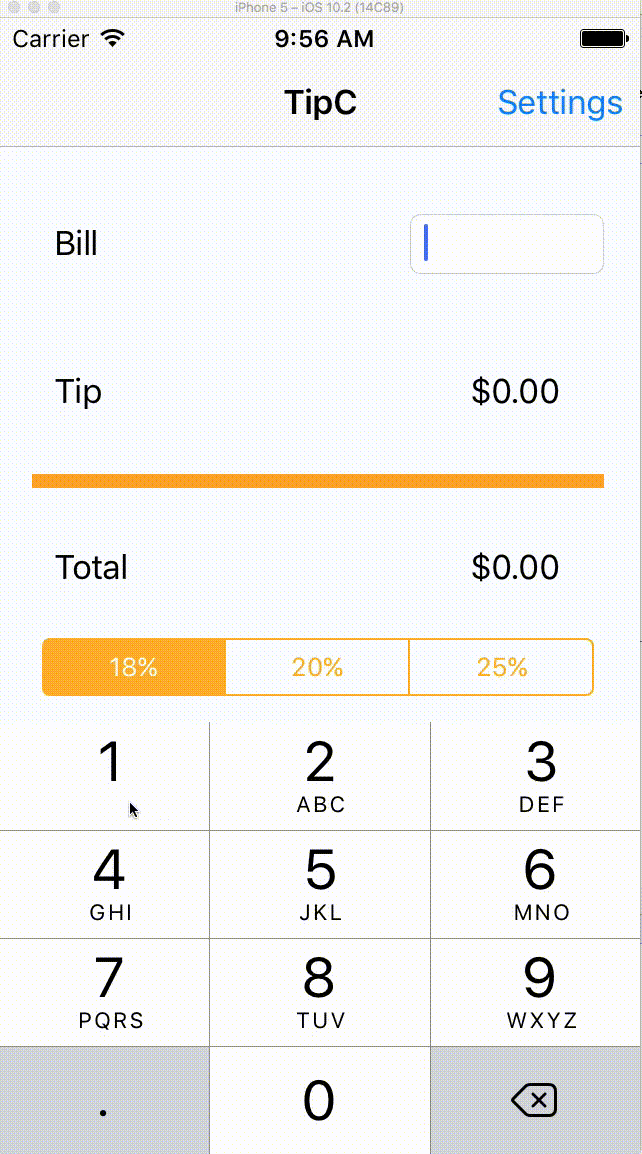 iPhone 5 – iOS 10.2 (14C89)
Carrier 9:56 AM
TipC Settings
Bill
Tip $0.00
Total $0.00
18% 20% 25%
1 2 3
ABC DEF
4 5 6
GHI JKL MNO
7 8 9
PQRS TUV WXYZ
. 0